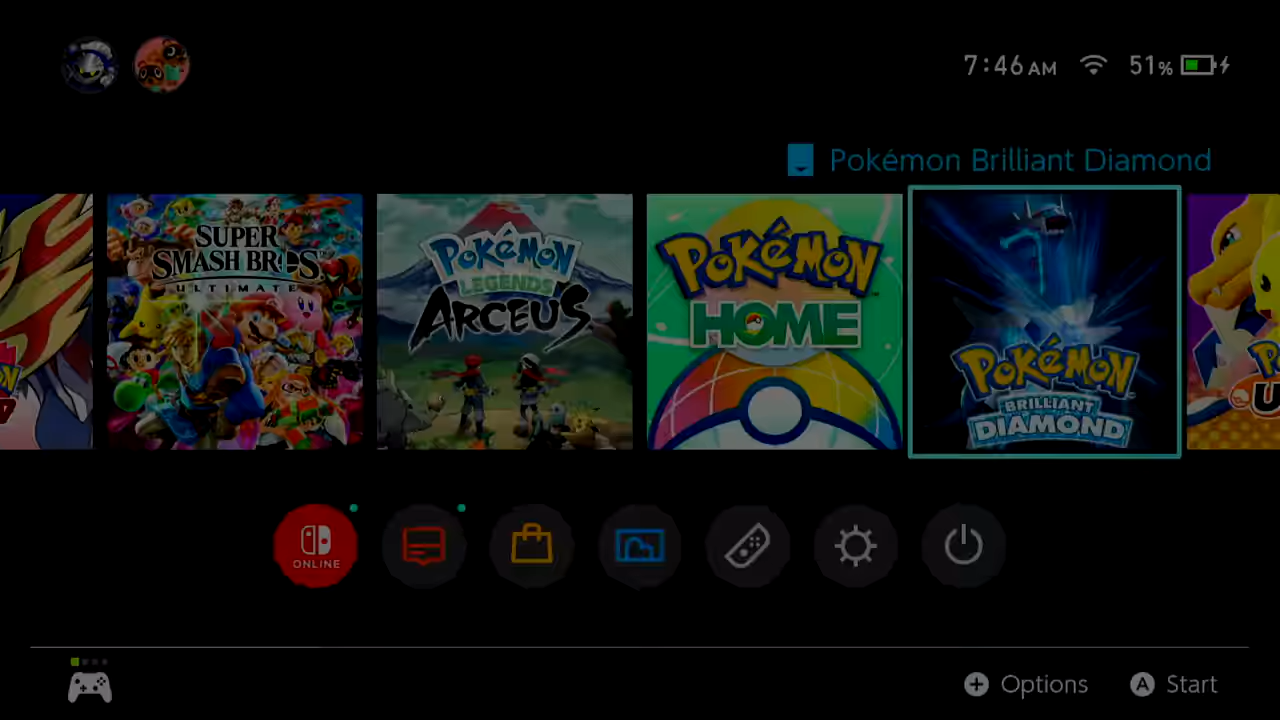 7:46 AM 51%
Pokémon Brilliant Diamond
SUPER
SMASH BROS.
ULTIMATE
POKéMON
LEGENDS
ARCEUS
POKéMON
HOME
POKéMON
BRILLIANT
DIAMOND
ONLINE
+ Options A Start